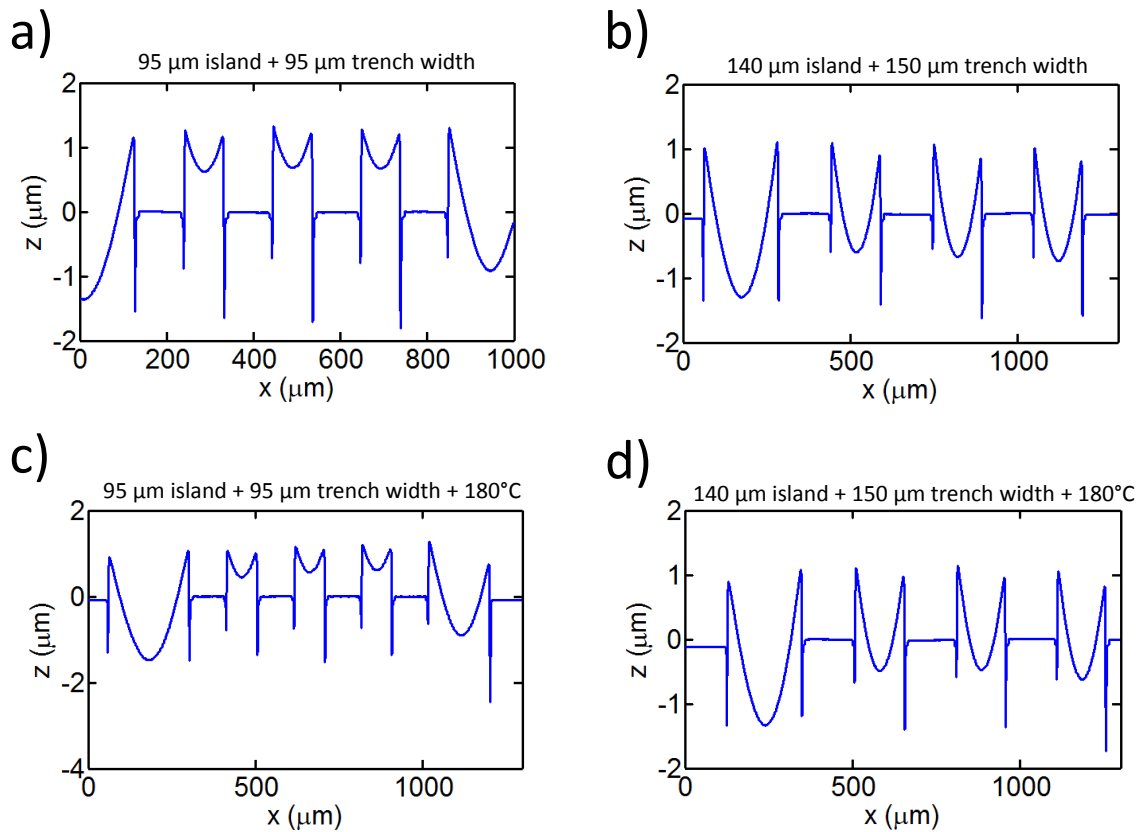 a)
95 μm island + 95 μm trench width
2
1
0
-1
-2
z (μm)
0 200 400 600 800 1000
x (μm)
b)
140 μm island + 150 μm trench width
2
1
0
-1
-2
z (μm)
0 500 1000
x (μm)
c)
95 μm island + 95 μm trench width + 180°C
2
0
-2
-4
z (μm)
0 500 1000
x (μm)
d)
140 μm island + 150 μm trench width + 180°C
2
1
0
-1
-2
z (μm)
0 500 1000
x (μm)